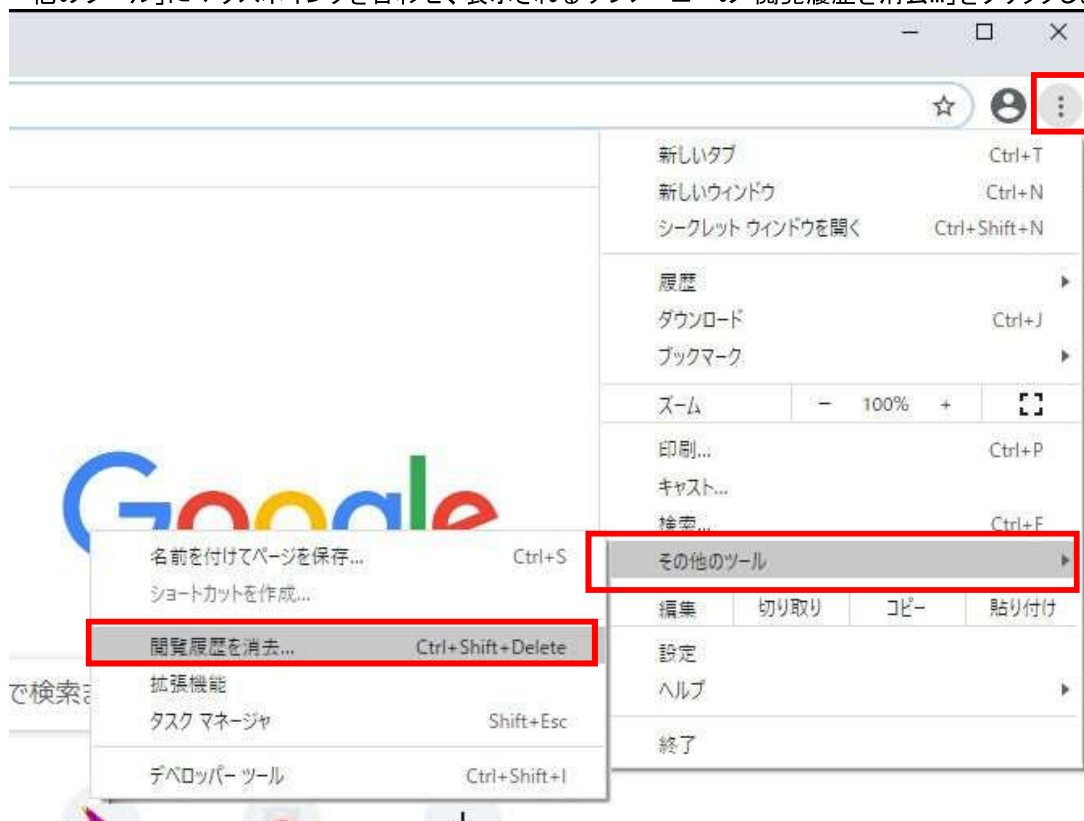 新しいタブ Ctrl+T
新しいウィンドウ Ctrl+N
シークレット ウィンドウを開く Ctrl+Shift+N
履歴
ダウンロード Ctrl+J
ブックマーク
ズーム − 100% +
印刷... Ctrl+P
キャスト...
検索... Ctrl+F
その他のツール
編集 切り取り コピー 貼り付け
設定
ヘルプ
終了
Google
名前を付けてページを保存... Ctrl+S
ショートカットを作成...
閲覧履歴を消去... Ctrl+Shift+Delete
拡張機能
タスク マネージャ Shift+Esc
デベロッパー ツール Ctrl+Shift+I
で検索